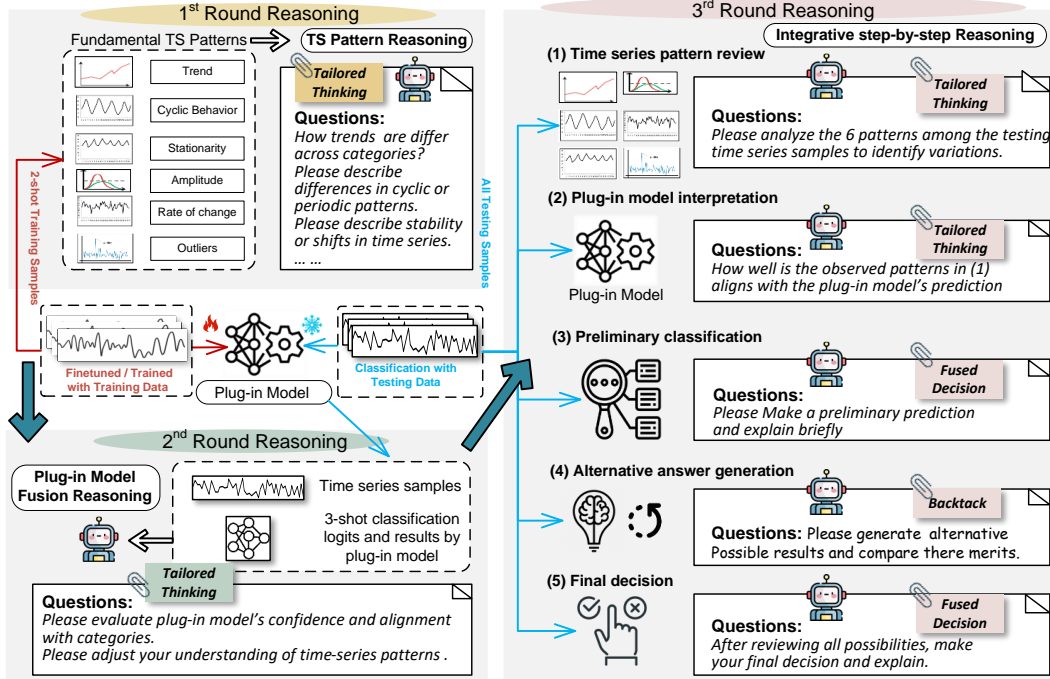 1st Round Reasoning
Fundamental TS Patterns
TS Pattern Reasoning
Trend
Cyclic Behavior
Stationarity
Amplitude
Rate of change
Outliers
Tailored
Thinking
Questions:
How trends are differ
across categories?
Please describe
differences in cyclic or
periodic patterns.
Please describe stability
or shifts in time series.
... ...
2-shot Training Samples
All Testing Samples
Finetuned / Trained
with Training Data
Plug-in Model
Classification with
Testing Data
2nd Round Reasoning
Plug-in Model
Fusion Reasoning
Time series samples
3-shot classification
logits and results by
plug-in model
Tailored
Thinking
Questions:
Please evaluate plug-in model's confidence and alignment
with categories.
Please adjust your understanding of time-series patterns .
3rd Round Reasoning
Integrative step-by-step Reasoning
(1) Time series pattern review
Tailored
Thinking
Questions:
Please analyze the 6 patterns among the testing
time series samples to identify variations.
(2) Plug-in model interpretation
Plug-in Model
Tailored
Thinking
Questions:
How well is the observed patterns in (1)
aligns with the plug-in model's prediction
(3) Preliminary classification
Fused
Decision
Questions:
Please Make a preliminary prediction
and explain briefly
(4) Alternative answer generation
Backtack
Questions: Please generate alternative
Possible results and compare there merits.
(5) Final decision
Fused
Decision
Questions:
After reviewing all possibilities, make
your final decision and explain.